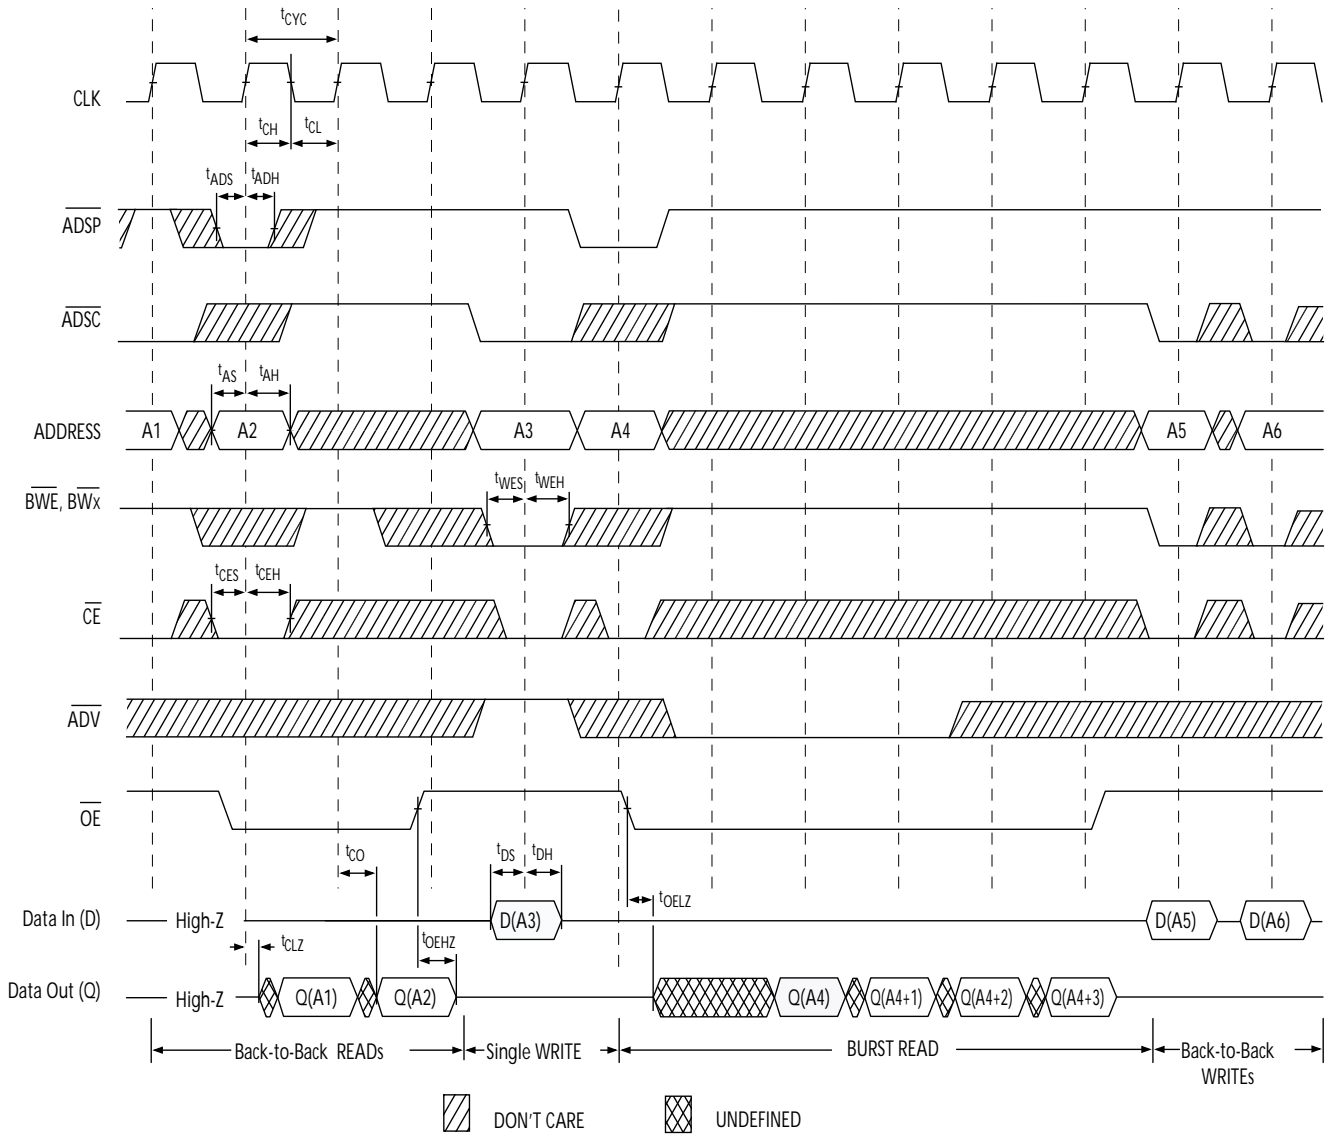 tCYC
CLK
tCH tCL
tADS tADH
ADSP
ADSC
tAS tAH
ADDRESS A1 A2 A3 A4 A5 A6
BWE, BWx tWES tWEH
tCES tCEH
CE
ADV
OE
tCO tDS tDH
tOELZ
Data In (D) High-Z D(A3) D(A5) D(A6)
tCLZ tOEHZ
Data Out (Q) High-Z Q(A1) Q(A2) Q(A4) Q(A4+1) Q(A4+2) Q(A4+3)
Back-to-Back READs Single WRITE BURST READ Back-to-Back
WRITEs
DON'T CARE UNDEFINED